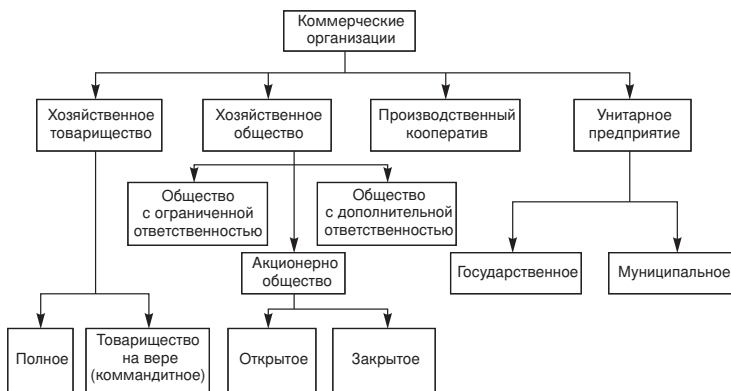 Коммерческие
организации
Хозяйственное
товарищество
Хозяйственное
общество
Производственный
кооператив
Унитарное
предприятие
Общество
с ограниченной
ответственностью
Общество
с дополнительной
ответственностью
Акционерно
общество
Государственное
Муниципальное
Полное
Товарищество
на вере
(коммандитное)
Открытое
Закрытое